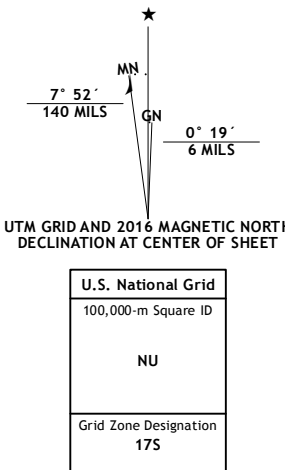 MN
7° 52´
140 MILS
GN
0° 19´
6 MILS
UTM GRID AND 2016 MAGNETIC NORTH
DECLINATION AT CENTER OF SHEET
U.S. National Grid
100,000-m Square ID
NU
Grid Zone Designation
17S